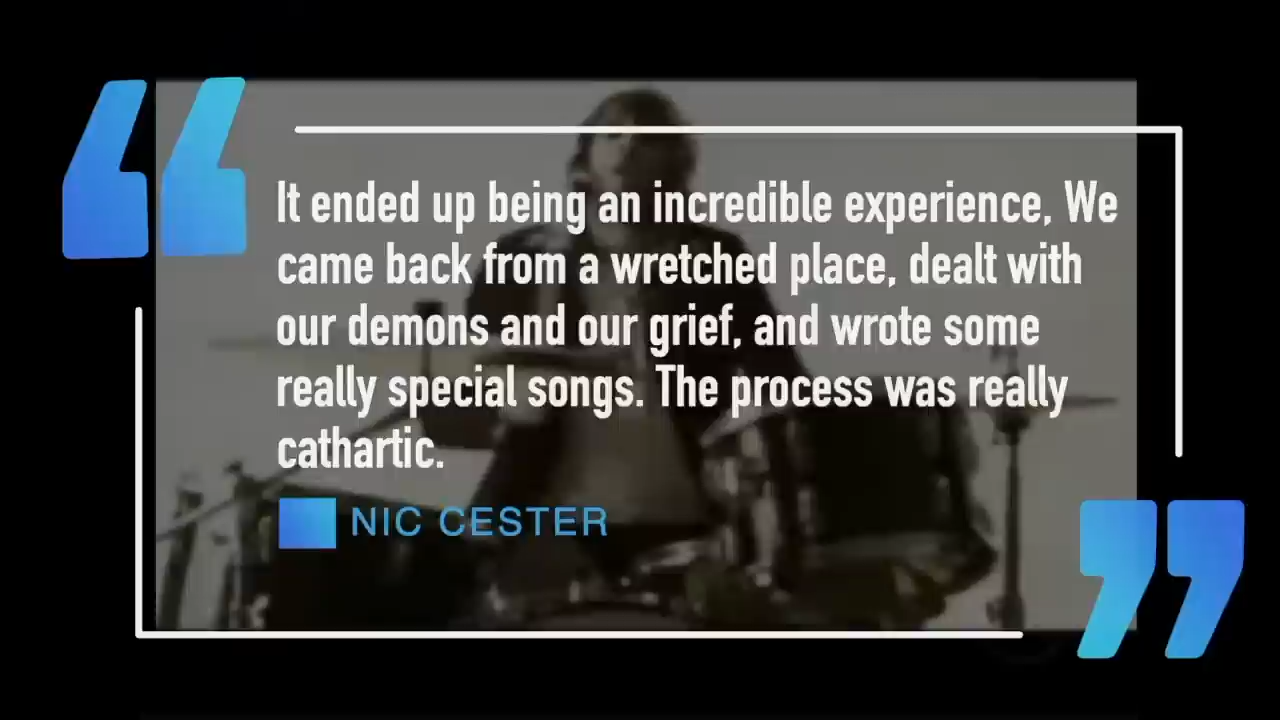 It ended up being an incredible experience, We
came back from a wretched place, dealt with
our demons and our grief, and wrote some
really special songs. The process was really
cathartic.
NIC CESTER